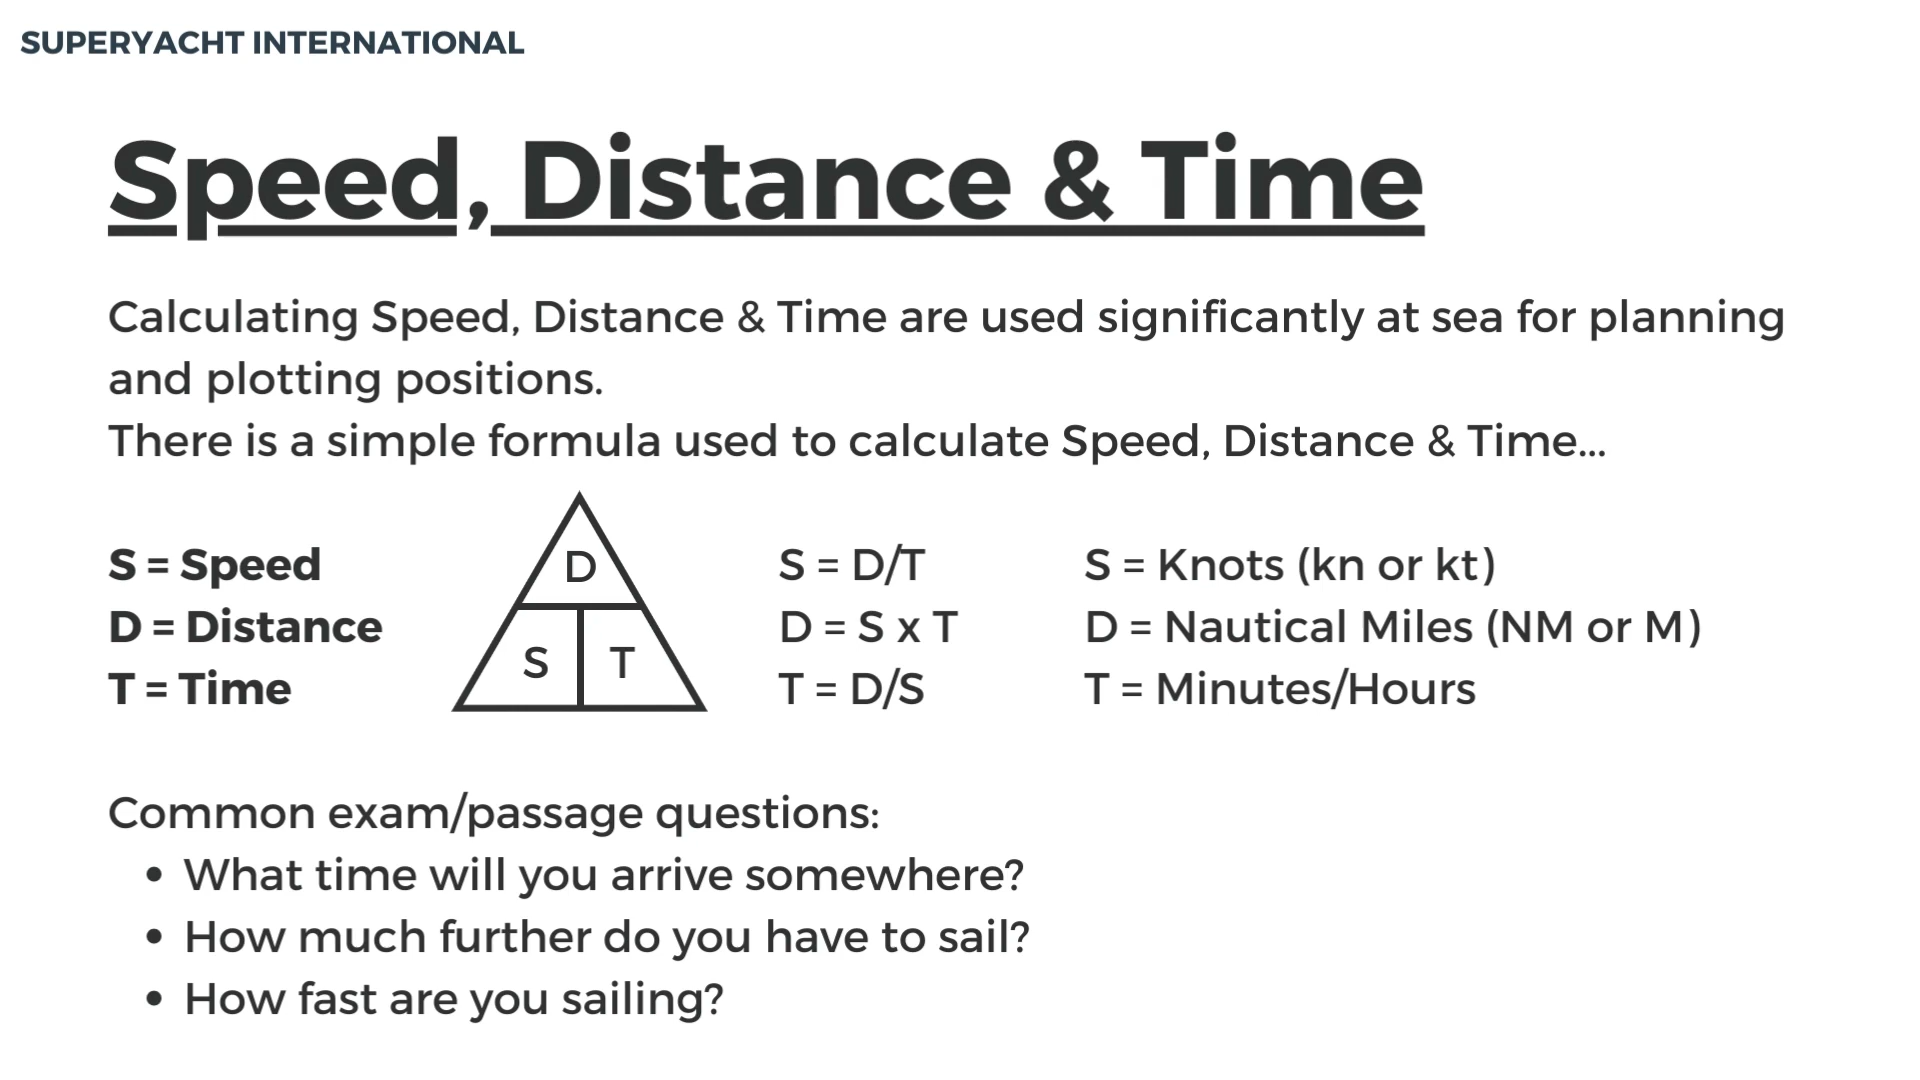 SUPERYACHT INTERNATIONAL
Speed, Distance & Time
Calculating Speed, Distance & Time are used significantly at sea for planning
and plotting positions.
There is a simple formula used to calculate Speed, Distance & Time...
S = Speed
D = Distance
T = Time
D
S T
S = D/T
D = S x T
T = D/S
S = Knots (kn or kt)
D = Nautical Miles (NM or M)
T = Minutes/Hours
Common exam/passage questions:
• What time will you arrive somewhere?
• How much further do you have to sail?
• How fast are you sailing?